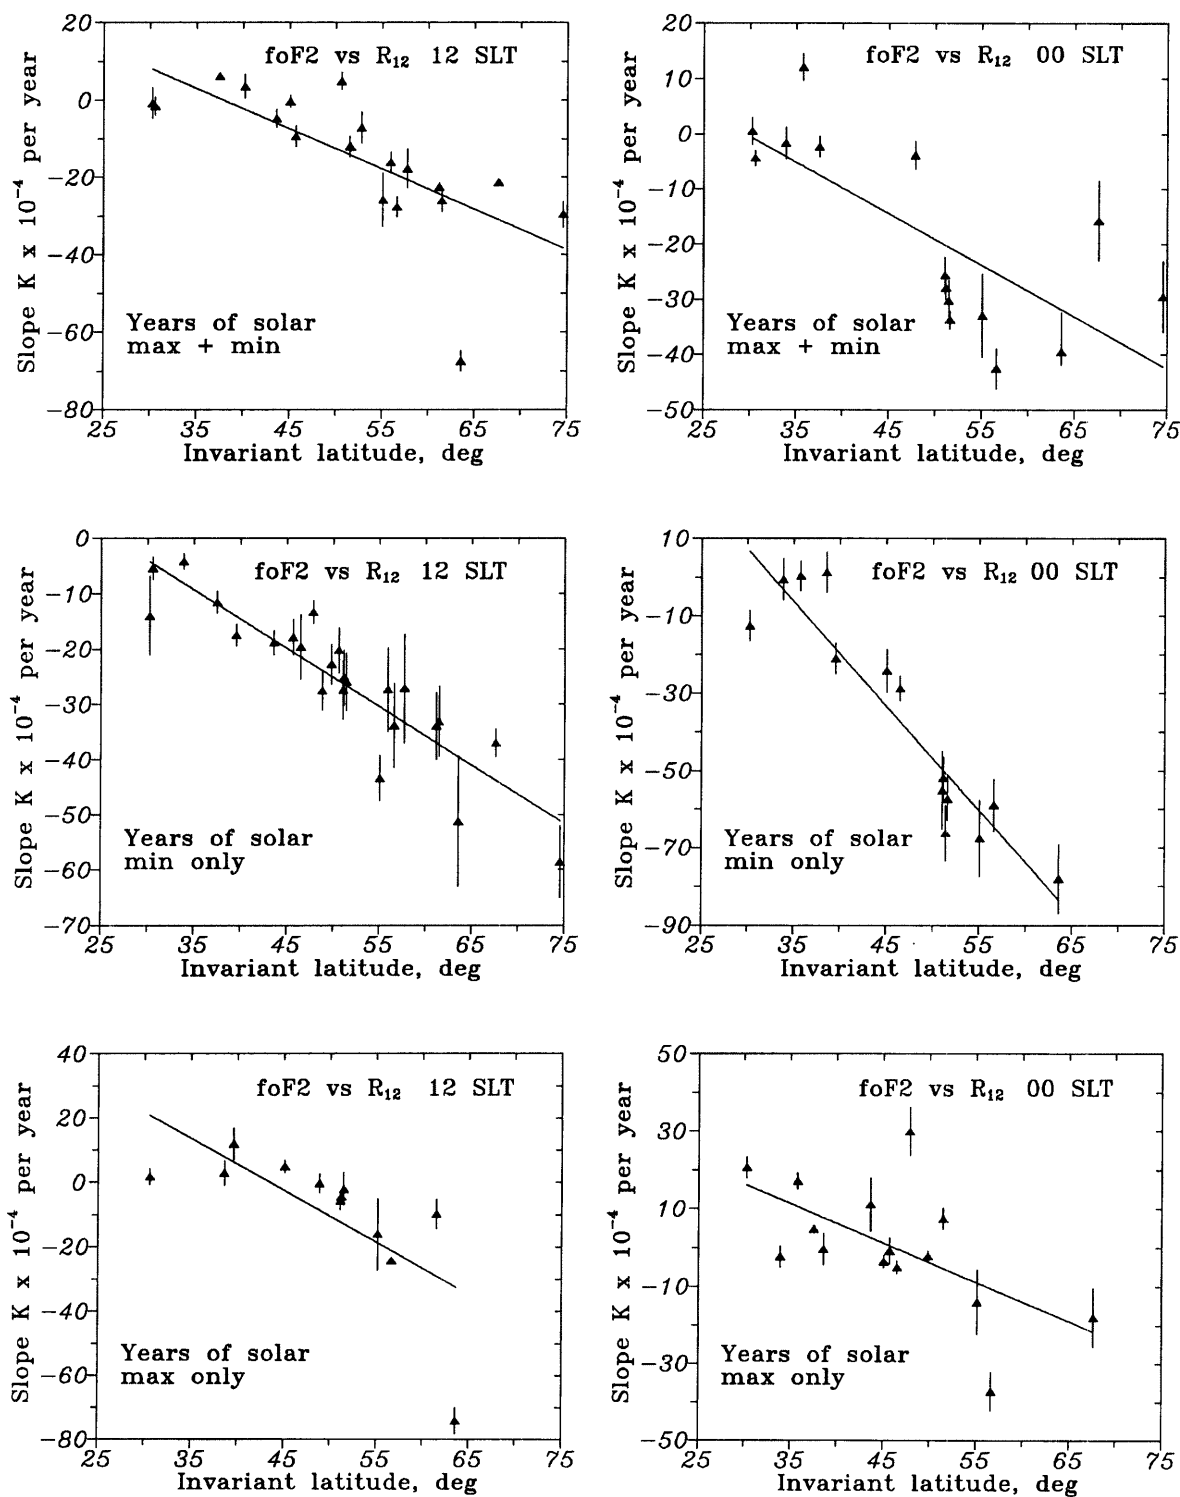 foF2 vs R12 12 SLT
Slope K x 10-4 per year
20
0
-20
-40
-60
-80
Years of solar
max + min
25 35 45 55 65 75
Invariant latitude, deg
foF2 vs R12 00 SLT
Slope K x 10-4 per year
20
10
0
-10
-20
-30
-40
-50
Years of solar
max + min
25 35 45 55 65 75
Invariant latitude, deg
foF2 vs R12 12 SLT
Slope K x 10-4 per year
0
-10
-20
-30
-40
-50
-60
-70
Years of solar
min only
25 35 45 55 65 75
Invariant latitude, deg
foF2 vs R12 00 SLT
Slope K x 10-4 per year
10
-10
-30
-50
-70
-90
Years of solar
min only
25 35 45 55 65 75
Invariant latitude, deg
foF2 vs R12 12 SLT
Slope K x 10-4 per year
40
20
0
-20
-40
-60
-80
Years of solar
max only
25 35 45 55 65 75
Invariant latitude, deg
foF2 vs R12 00 SLT
Slope K x 10-4 per year
50
30
10
-10
-30
-50
Years of solar
max only
25 35 45 55 65 75
Invariant latitude, deg